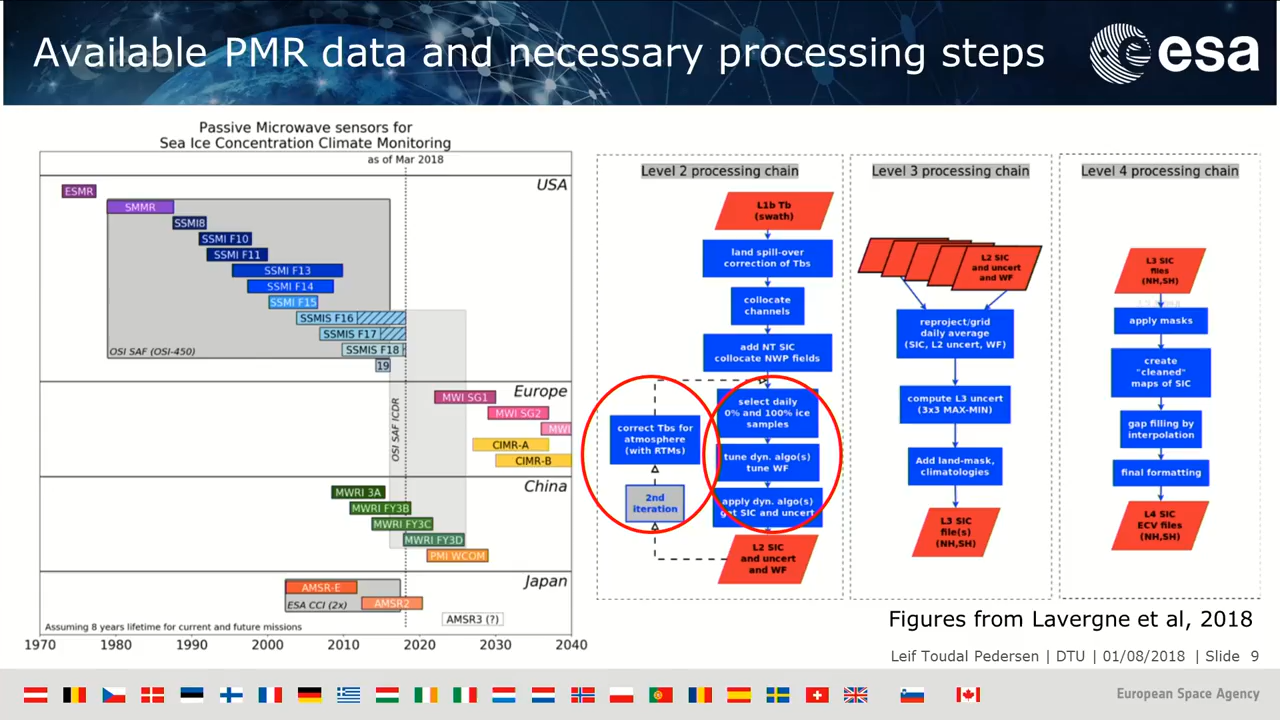 Available PMR data and necessary processing steps
esa
Passive Microwave sensors for
Sea Ice Concentration Climate Monitoring
as of Mar 2018
USA
ESMR
SMMR
SSMI8
SSMI F10
SSMI F11
SSMI F13
SSMI F14
SSMI F15
SSMIS F16
SSMIS F17
SSMIS F18
19
OSI SAF (OSI-450)
Europe
MWI SG1
MWI SG2
MWI
CIMR-A
CIMR-B
OSI SAF ICDR
China
MWRI 3A
MWRI FY3B
MWRI FY3C
MWRI FY3D
PMI WCOM
Japan
AMSR-E
ESA CCI (2x)
AMSR2
AMSR3 (?)
Assuming 8 years lifetime for current and future missions
1970 1980 1990 2000 2010 2020 2030 2040
Level 2 processing chain
L1b Tb
(swath)
land spill-over
correction of Tbs
collocate
channels
add NT SIC
collocate NWP fields
select daily
0% and 100% ice
samples
tune dyn. algo(s)
tune WF
apply dyn. algo(s)
get SIC and uncert
L2 SIC
and uncert
and WF
correct Tbs for
atmosphere
(with RTMs)
2nd
iteration
Level 3 processing chain
L2 SIC
and uncert
and WF
reproject/grid
daily average
(SIC, L2 uncert, WF)
compute L3 uncert
(3x3 MAX-MIN)
Add land-mask,
climatologies
L3 SIC
file(s)
(NH,SH)
Level 4 processing chain
L3 SIC
files
(NH,SH)
apply masks
create
"cleaned"
maps of SIC
gap filling by
interpolation
final formatting
L4 SIC
ECV files
(NH,SH)
Figures from Lavergne et al, 2018
Leif Toudal Pedersen | DTU | 01/08/2018 | Slide 9
European Space Agency